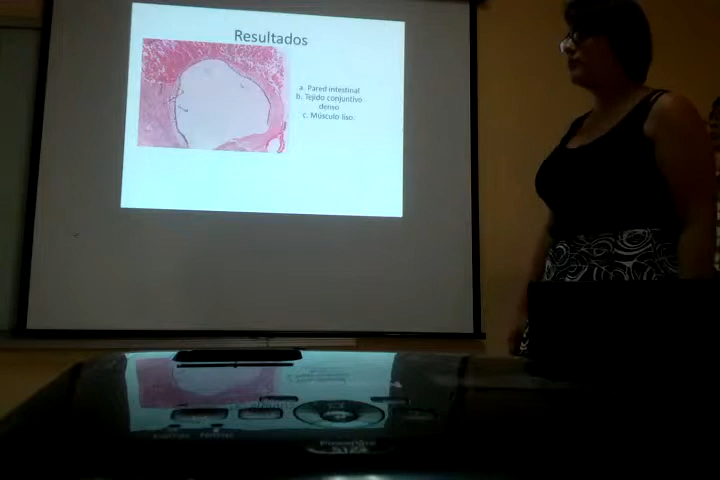 Resultados
a. Pared intestinal
b. Tejido conjuntivo
denso
c. Músculo liso.